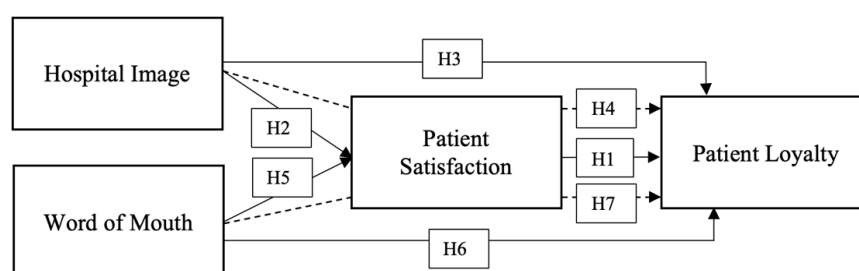 Hospital Image
H3
H2
H4
Patient
Satisfaction
H1
Patient Loyalty
H5
H7
Word of Mouth
H6